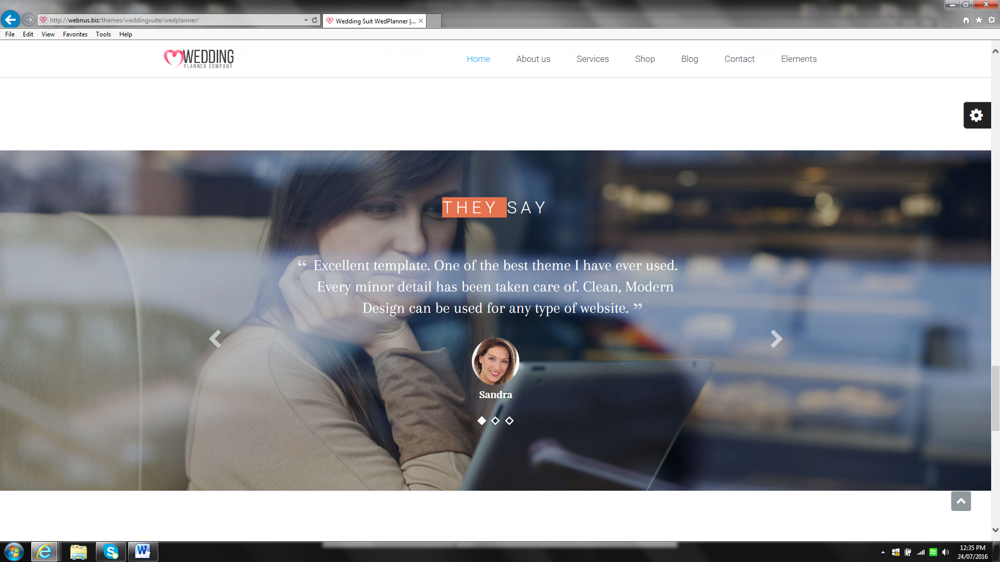 http://webnus.biz/themes/weddingsuite/wedplanner/
Wedding Suit WedPlanner |...
File Edit View Favorites Tools Help
WEDDING
PLANNER COMPANY
Home About us Services Shop Blog Contact Elements
THEY SAY
“ Excellent template. One of the best theme I have ever used.
Every minor detail has been taken care of. Clean, Modern
Design can be used for any type of website. ”
Sandra
12:35 PM
24/07/2016